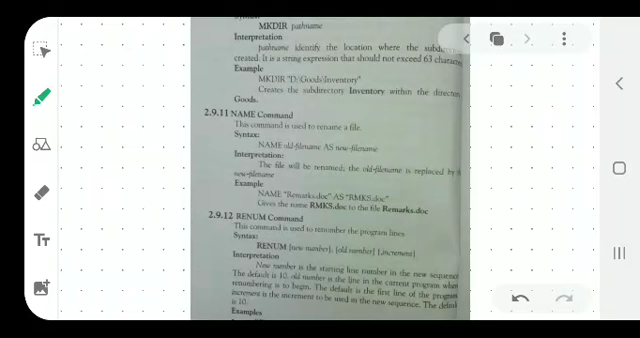 MKDIR pathname
Interpretation
pathname identify the location where the
created. It is a string expression that should not exceed 63
Example
MKDIR "D/Goods\Inventory"
Creates the subdirectory Inventory within the
Goods.
2.9.11 NAME Command
This command is used to rename a file.
Syntax:
NAME old-filename AS new-filename
Interpretation:
The file will be renamed; the old-filename is replaced by
new-filename
Example
NAME "Remarks.doc" AS "RMKS.doc"
Gives the name RMKS.doc to the file Remarks.doc
2.9.12 RENUM Command
This command is used to renumber the program lines
Syntax:
RENUM [new number], [old number] [,increment]
Interpretation
New number is the starting line number in the new sequence
The default is 10. old number is the line in the current program
renumbering is to begin. The default is the first line of the program
increment is the increment to be used in the new sequence. The
is 10.
Examples
Tт